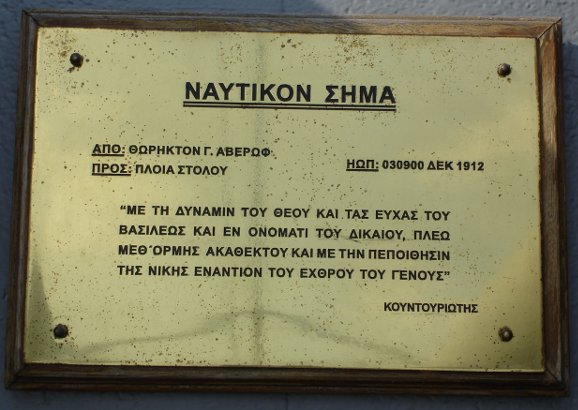 ΝΑΥΤΙΚΟΝ ΣΗΜΑ
ΑΠΟ: ΘΩΡΗΚΤΟΝ Γ. ΑΒΕΡΩΦ
ΠΡΟΣ: ΠΛΟΙΑ ΣΤΟΛΟΥ
ΗΩΠ: 030900 ΔΕΚ 1912
“ΜΕ ΤΗ ΔΥΝΑΜΙΝ ΤΟΥ ΘΕΟΥ ΚΑΙ ΤΑΣ ΕΥΧΑΣ ΤΟΥ
ΒΑΣΙΛΕΩΣ ΚΑΙ ΕΝ ΟΝΟΜΑΤΙ ΤΟΥ ΔΙΚΑΙΟΥ, ΠΛΕΩ
ΜΕΘ΄ΟΡΜΗΣ ΑΚΑΘΕΚΤΟΥ ΚΑΙ ΜΕ ΤΗΝ ΠΕΠΟΙΘΗΣΙΝ
ΤΗΣ ΝΙΚΗΣ ΕΝΑΝΤΙΟΝ ΤΟΥ ΕΧΘΡΟΥ ΤΟΥ ΓΕΝΟΥΣ”
ΚΟΥΝΤΟΥΡΙΩΤΗΣ